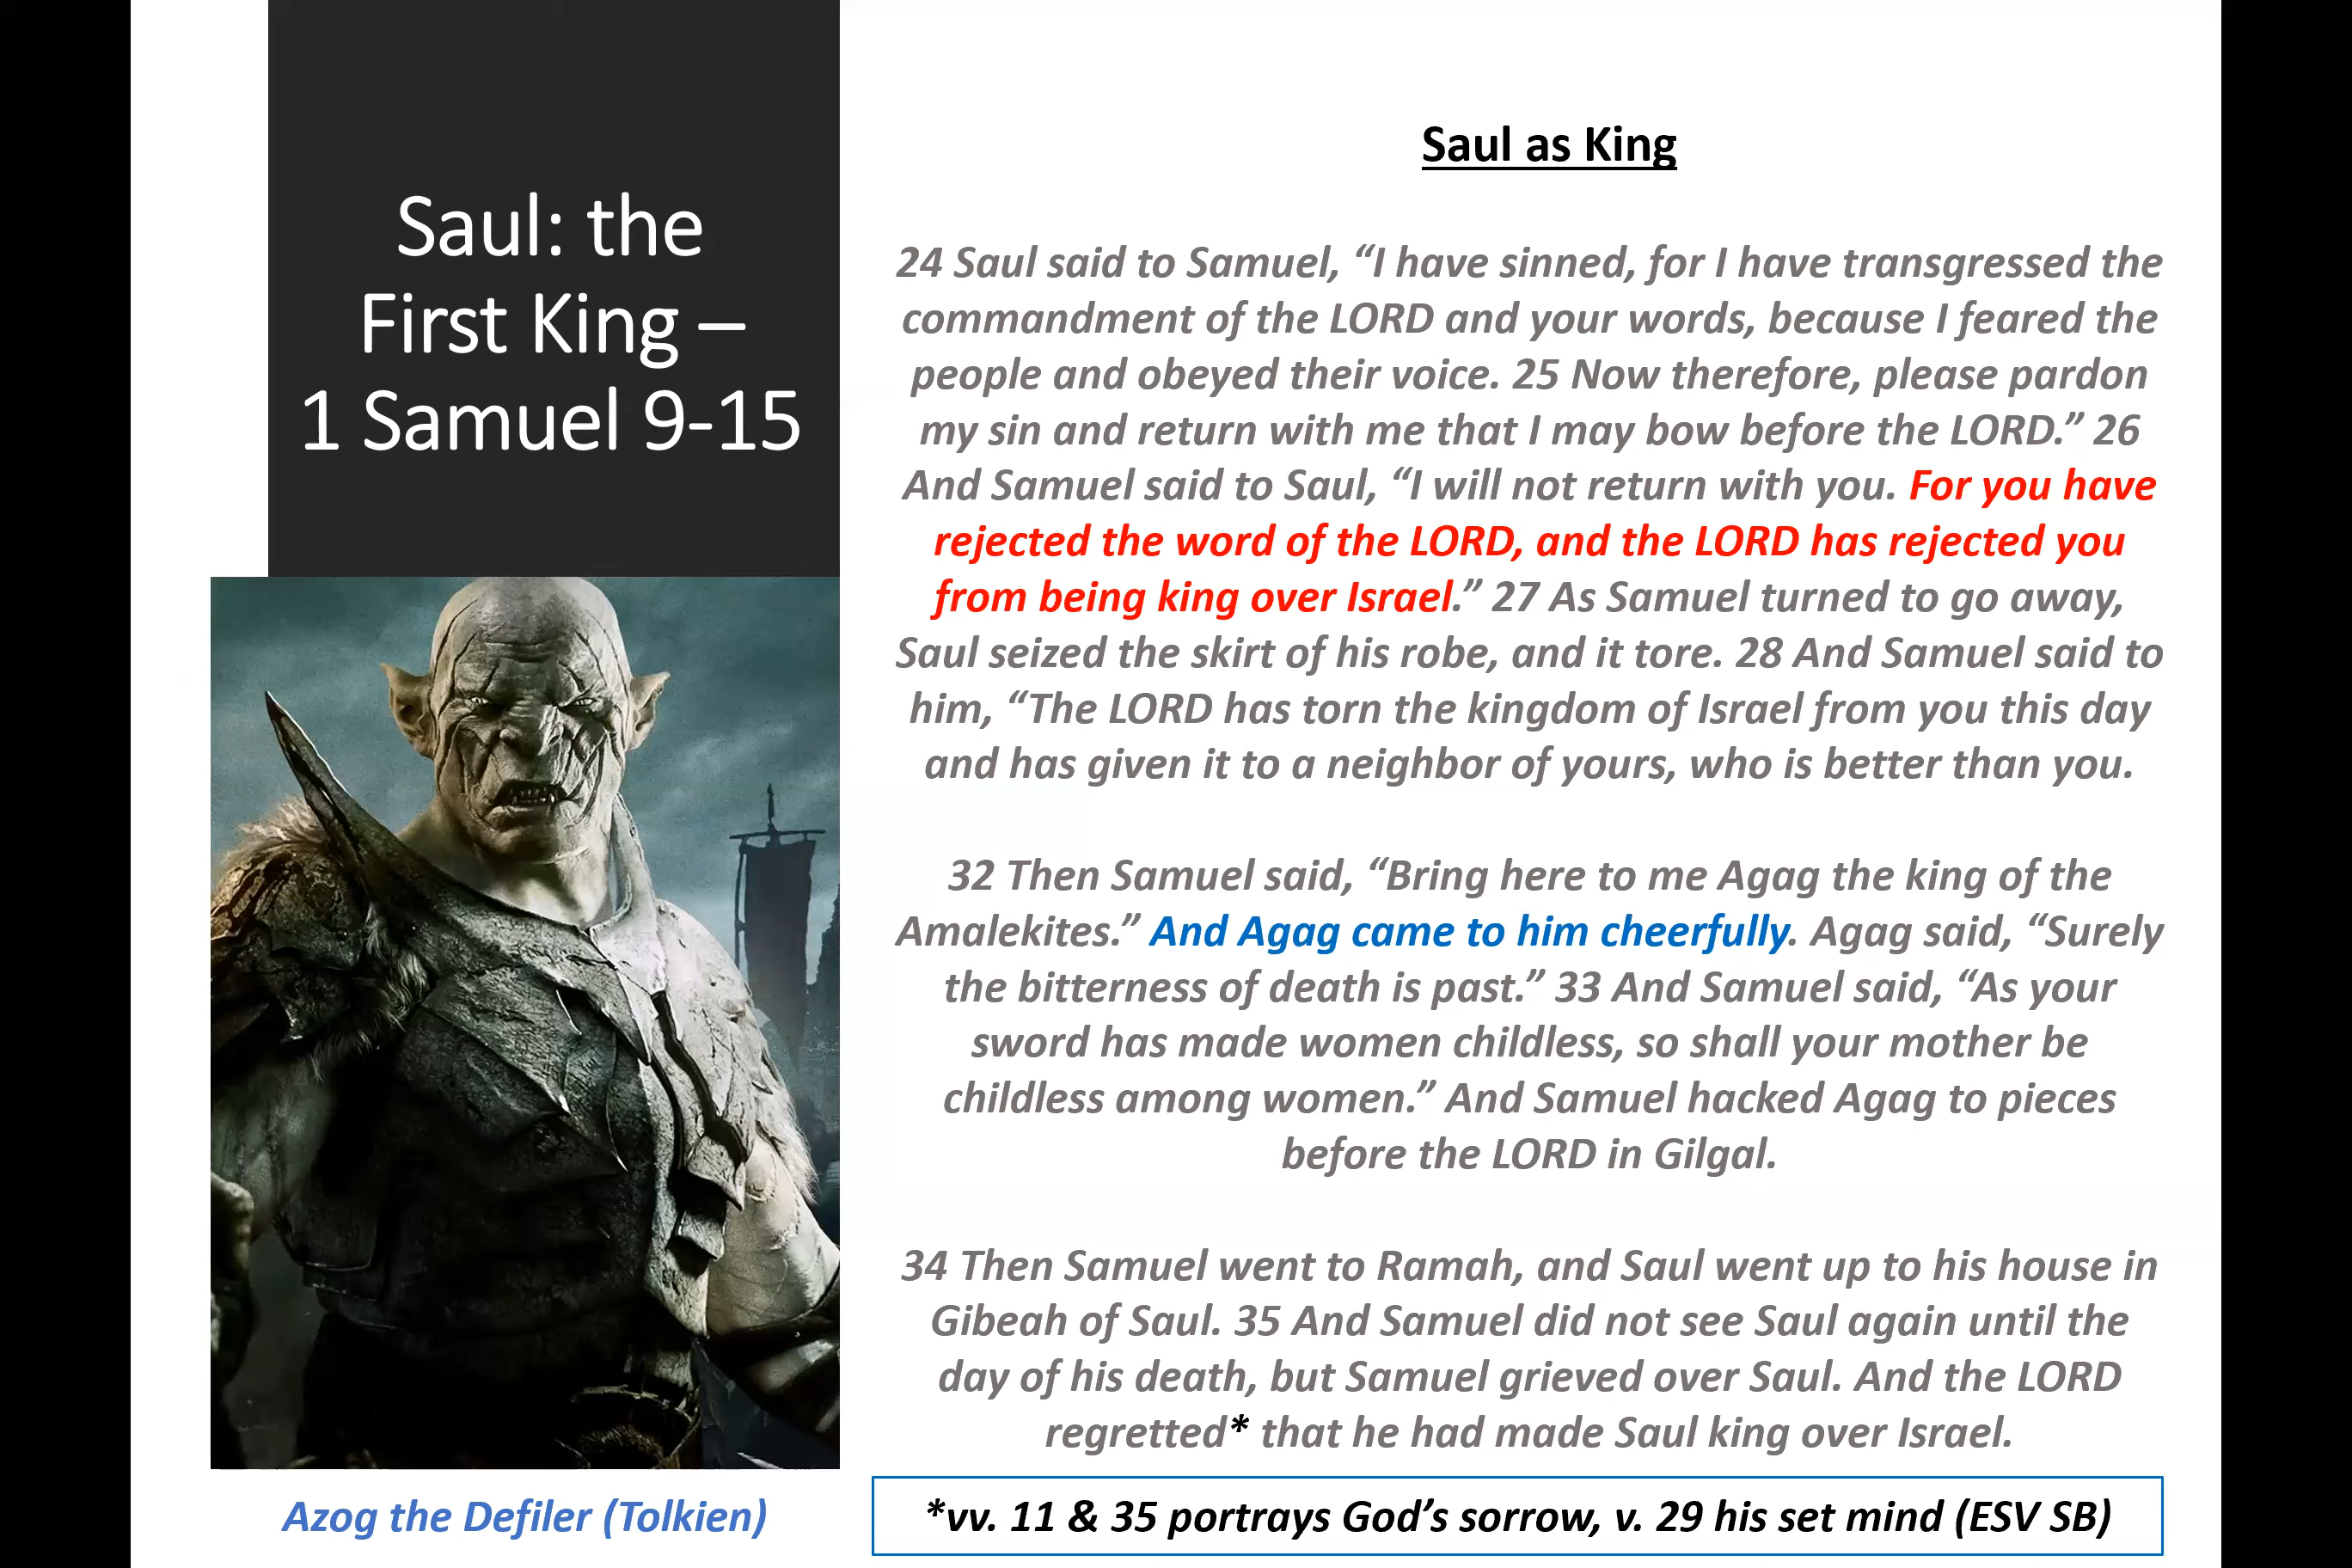 Saul: the
First King –
1 Samuel 9-15
Saul as King
24 Saul said to Samuel, “I have sinned, for I have transgressed the
commandment of the LORD and your words, because I feared the
people and obeyed their voice. 25 Now therefore, please pardon
my sin and return with me that I may bow before the LORD.” 26
And Samuel said to Saul, “I will not return with you. For you have
rejected the word of the LORD, and the LORD has rejected you
from being king over Israel.” 27 As Samuel turned to go away,
Saul seized the skirt of his robe, and it tore. 28 And Samuel said to
him, “The LORD has torn the kingdom of Israel from you this day
and has given it to a neighbor of yours, who is better than you.
32 Then Samuel said, “Bring here to me Agag the king of the
Amalekites.” And Agag came to him cheerfully. Agag said, “Surely
the bitterness of death is past.” 33 And Samuel said, “As your
sword has made women childless, so shall your mother be
childless among women.” And Samuel hacked Agag to pieces
before the LORD in Gilgal.
34 Then Samuel went to Ramah, and Saul went up to his house in
Gibeah of Saul. 35 And Samuel did not see Saul again until the
day of his death, but Samuel grieved over Saul. And the LORD
regretted* that he had made Saul king over Israel.
Azog the Defiler (Tolkien)
*vv. 11 & 35 portrays God’s sorrow, v. 29 his set mind (ESV SB)